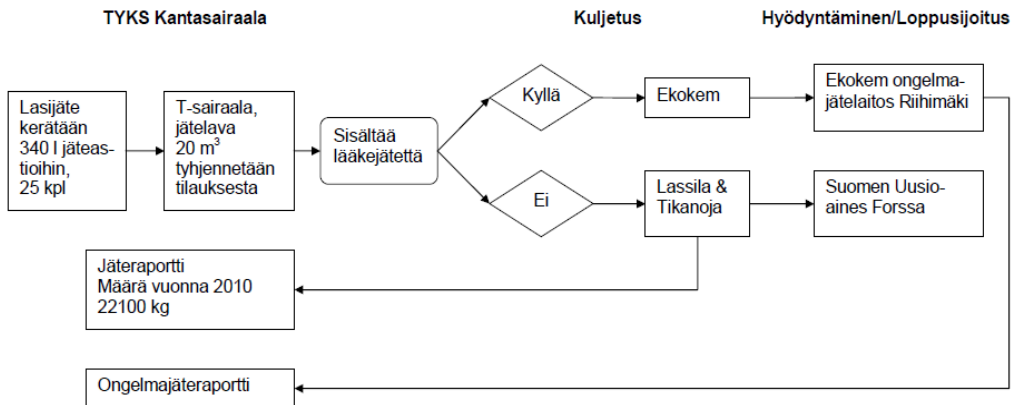 TYKS Kantasairaala
Kuljetus
Hyödyntäminen/Loppusijoitus
Lasijäte
kerätään
340 l jäteas-
tioihin,
25 kpl
T-sairaala,
jätelava
20 m³
tyhjennetään
tilauksesta
Sisältää
lääkejätettä
Kyllä
Ekokem
Ekokem ongelma-
jätelaitos Riihimäki
Ei
Lassila &
Tikanoja
Suomen Uusio-
aines Forssa
Jäteraportti
Määrä vuonna 2010
22100 kg
Ongelmajäteraportti